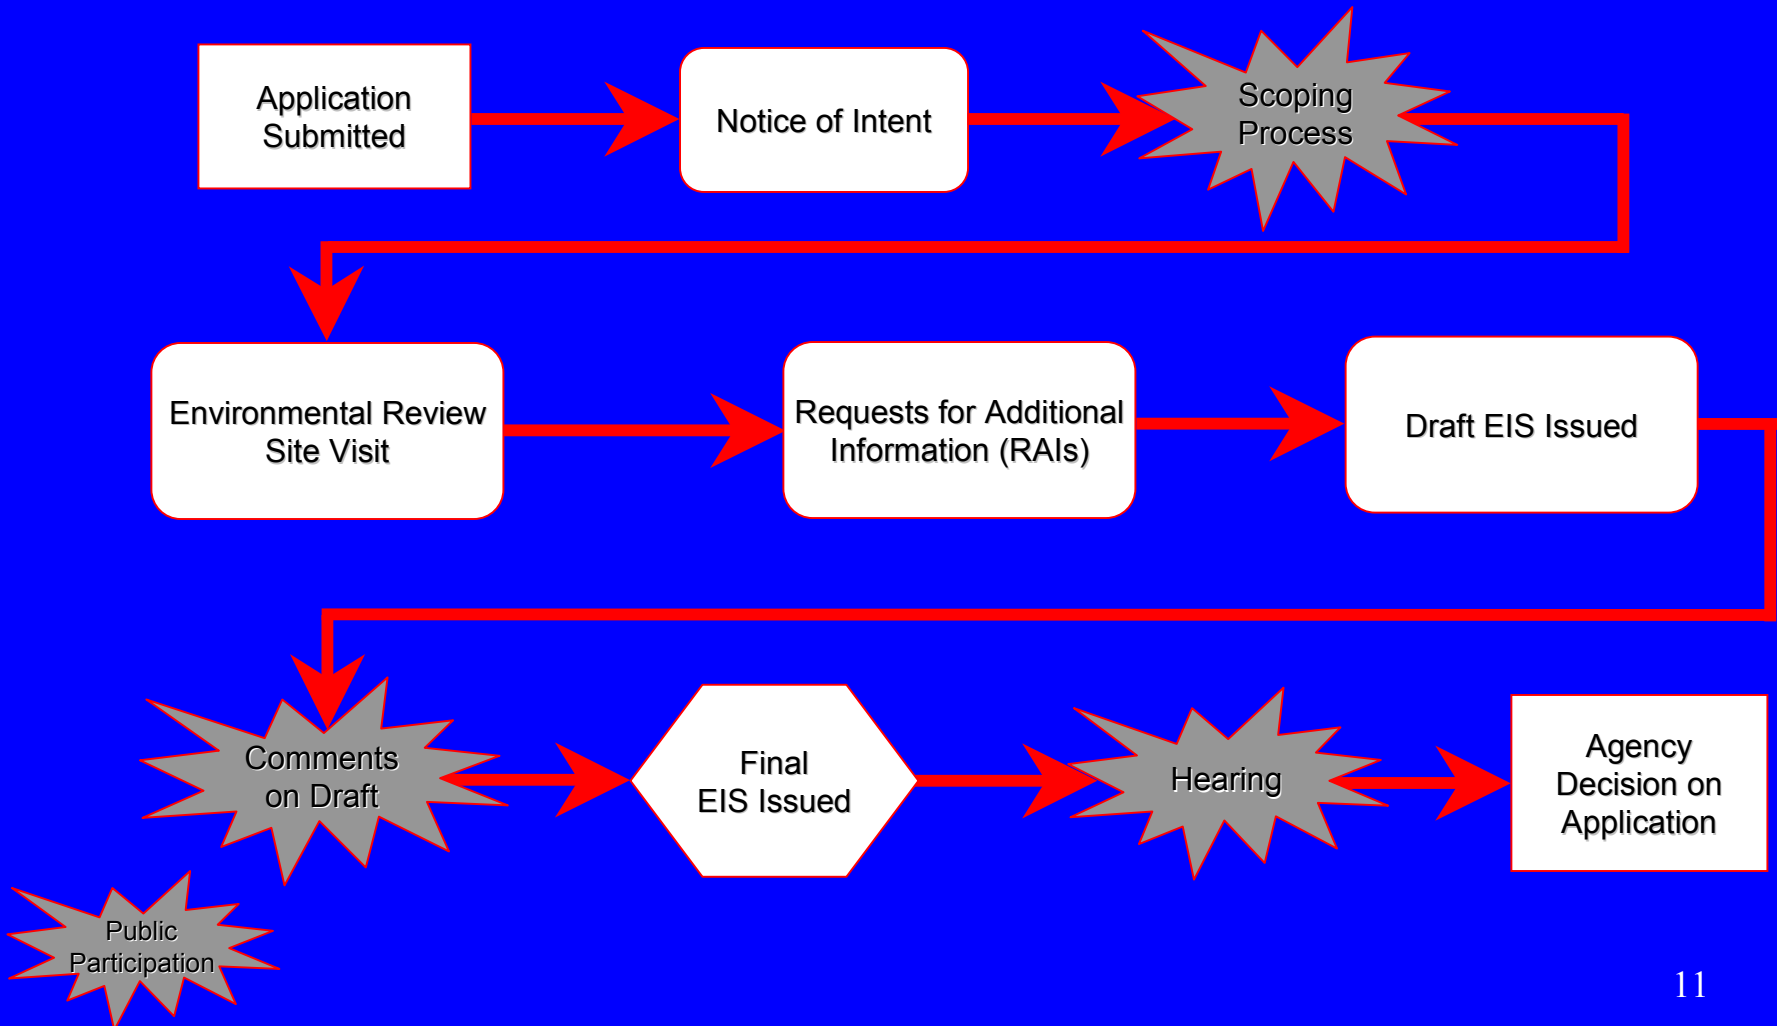 Application
Submitted
Notice of Intent
Scoping
Process
Environmental Review
Site Visit
Requests for Additional
Information (RAIs)
Draft EIS Issued
Comments
on Draft
Final
EIS Issued
Hearing
Agency
Decision on
Application
Public
Participation
11